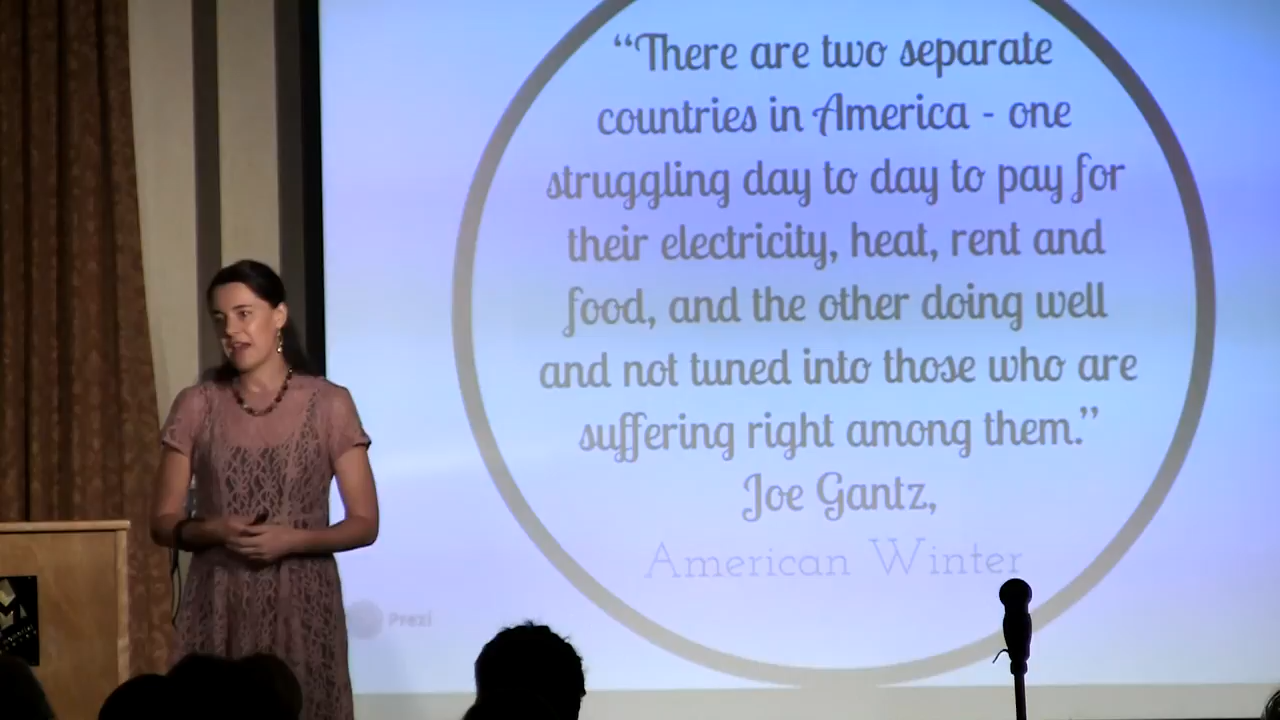 “There are two separate
countries in America - one
struggling day to day to pay for
their electricity, heat, rent and
food, and the other doing well
and not tuned into those who are
suffering right among them.”
Joe Gantz,
American Winter
Prezi